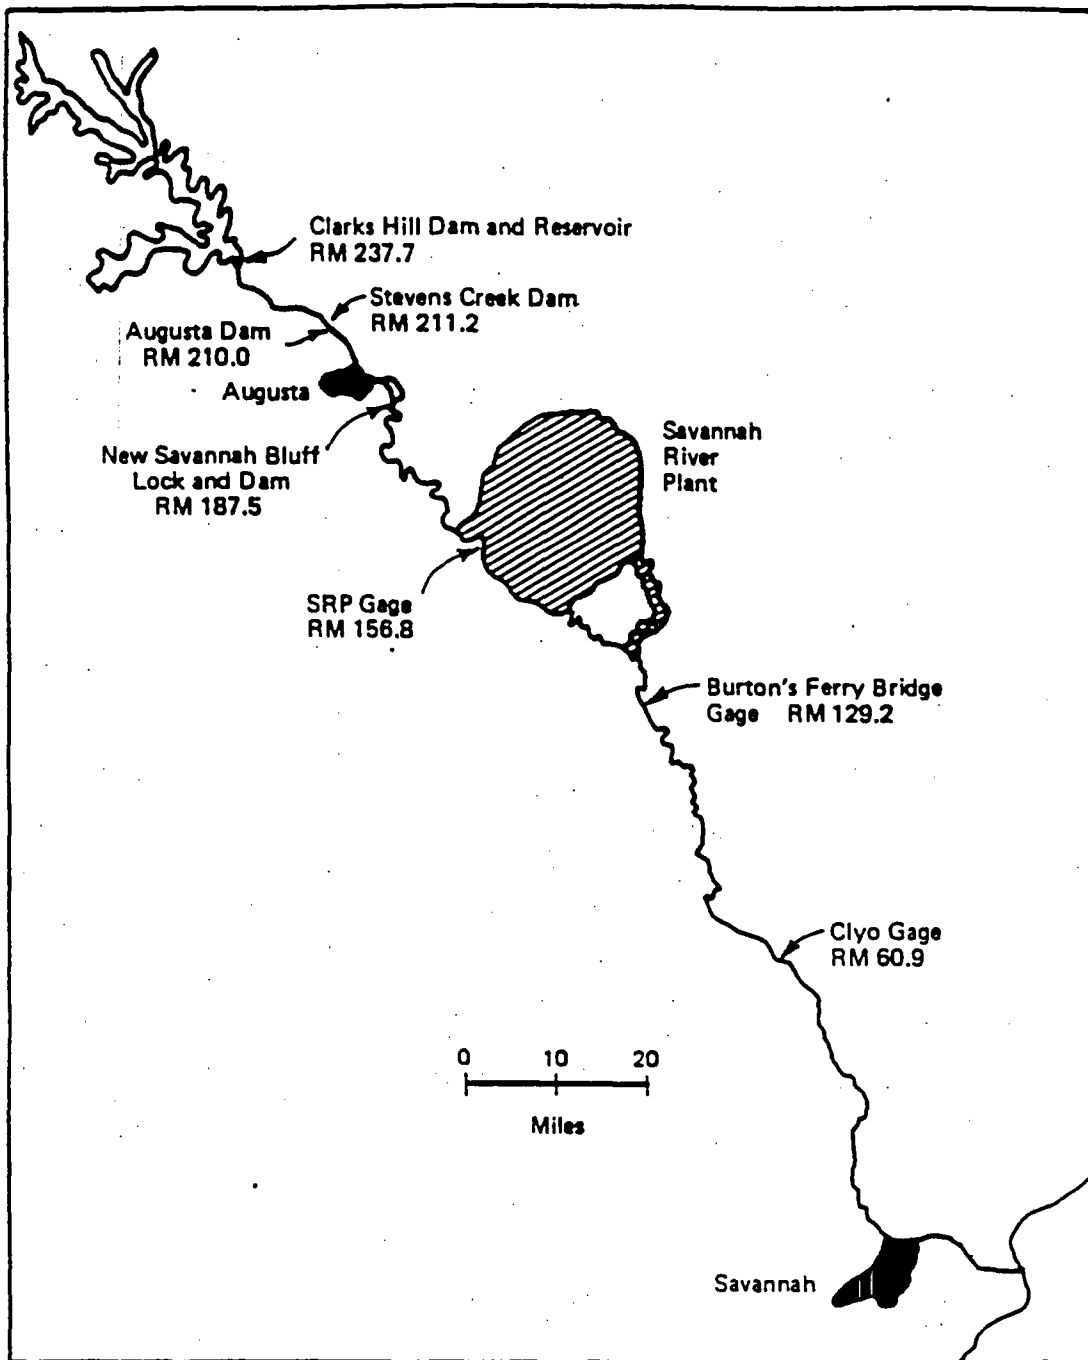 Clarks Hill Dam and Reservoir
RM 237.7
Stevens Creek Dam
RM 211.2
Augusta Dam
RM 210.0
Augusta
New Savannah Bluff
Lock and Dam
RM 187.5
Savannah
River
Plant
SRP Gage
RM 156.8
Burton's Ferry Bridge
Gage RM 129.2
Clyo Gage
RM 60.9
0 10 20
Miles
Savannah